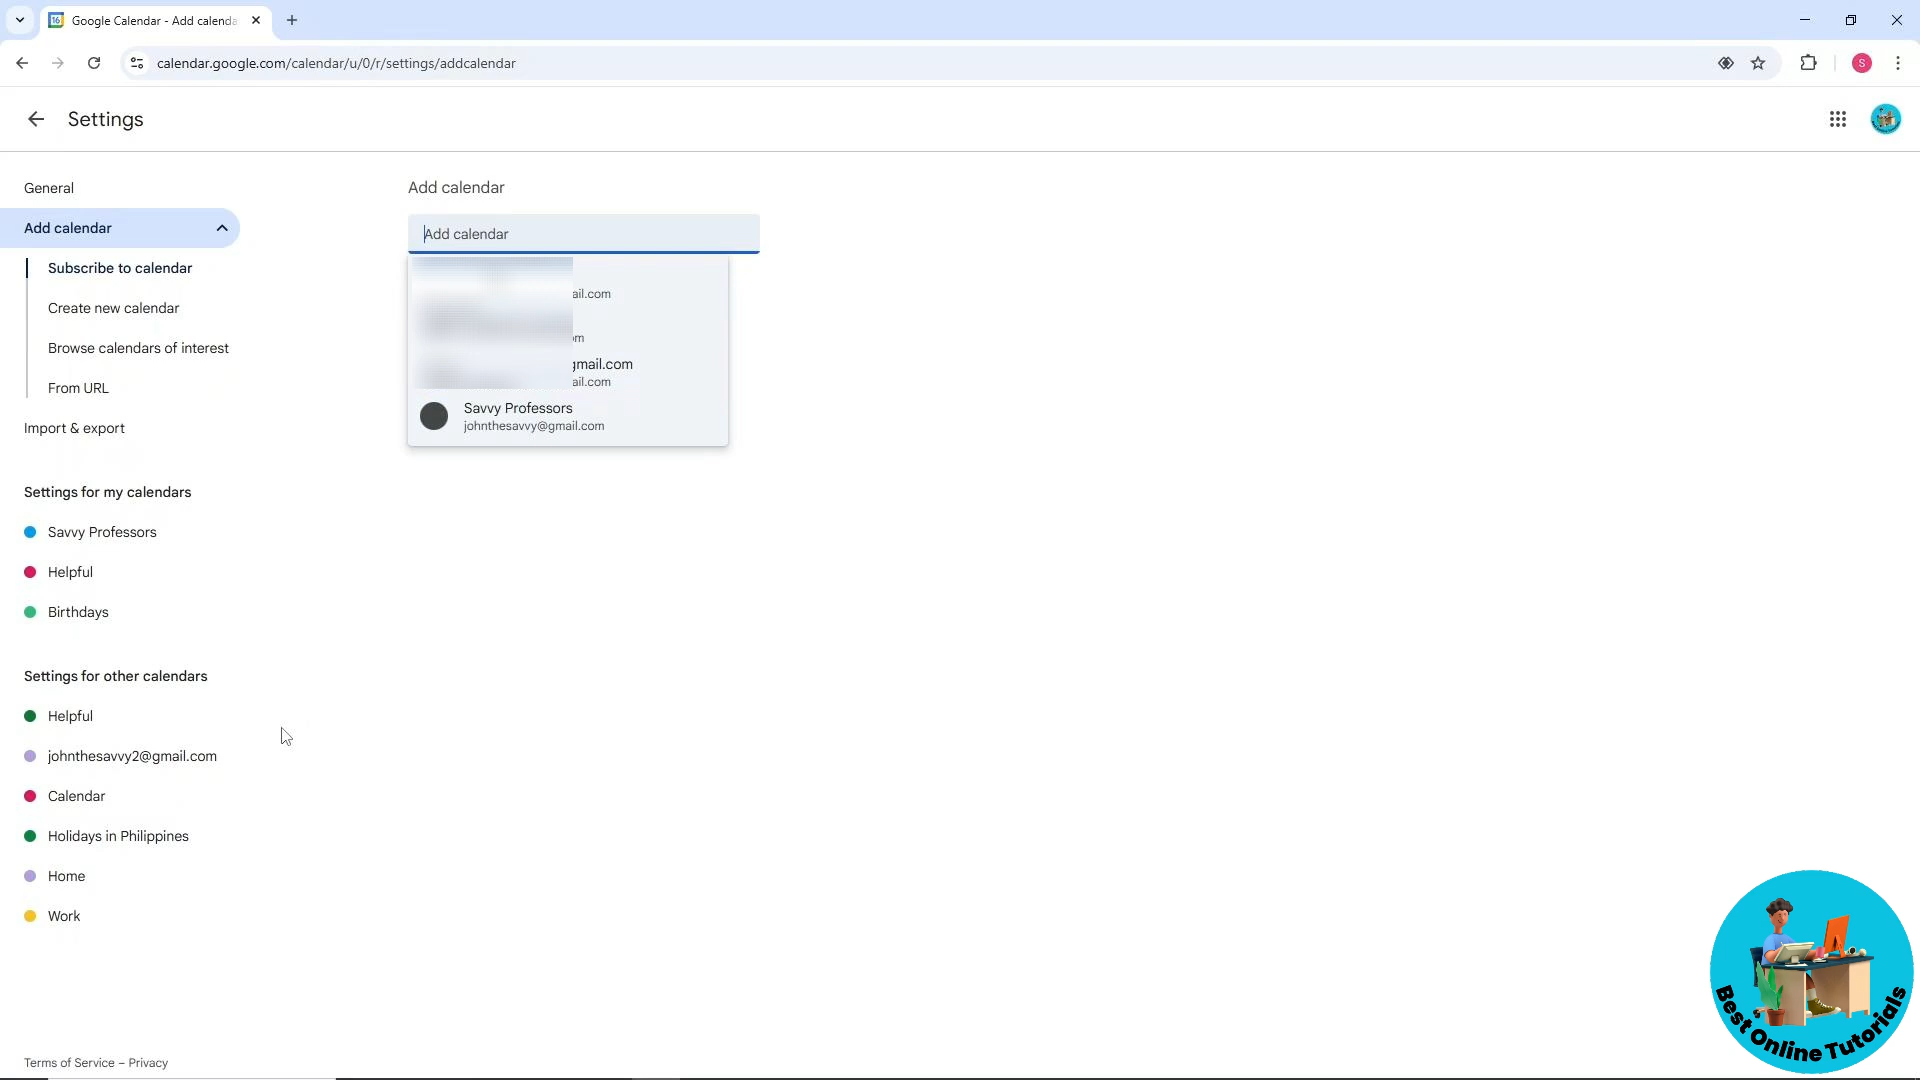 Google Calendar - Add calenda
calendar.google.com/calendar/u/0/r/settings/addcalendar
S
Settings
General
Add calendar
Subscribe to calendar
Create new calendar
Browse calendars of interest
From URL
Import & export
Settings for my calendars
Savvy Professors
Helpful
Birthdays
Settings for other calendars
Helpful
johnthesavvy2@gmail.com
Calendar
Holidays in Philippines
Home
Work
Terms of Service – Privacy
Add calendar
Add calendar
ail.com
om
gmail.com
ail.com
Savvy Professors
johnthesavvy@gmail.com
Best Online Tutorials